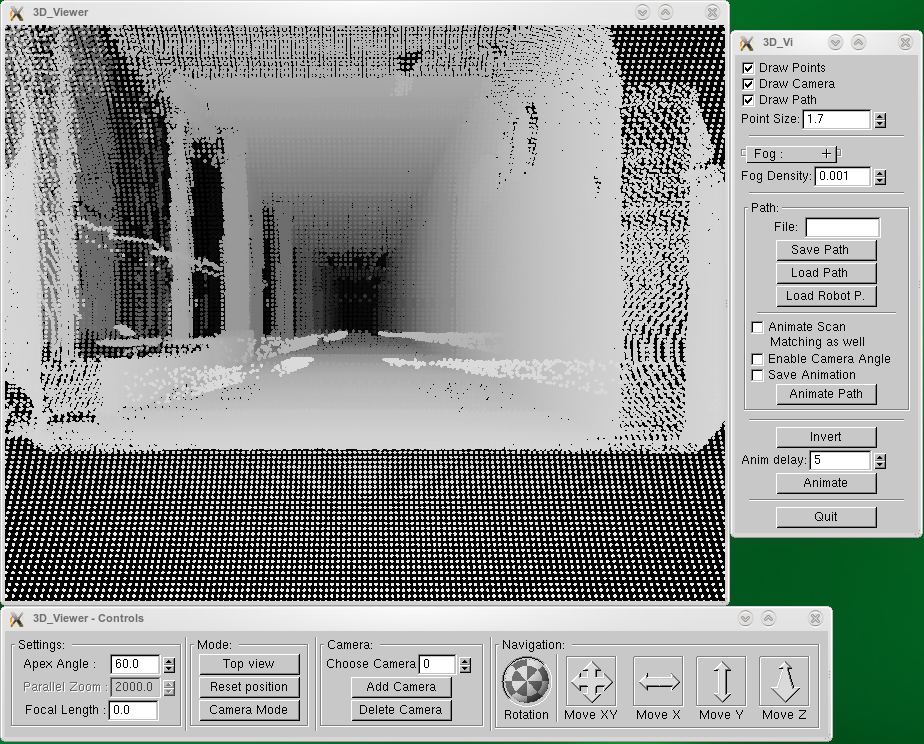 3D_Viewer
3D_Vi
Draw Points
Draw Camera
Draw Path
Point Size: 1.7
Fog : +
Fog Density: 0.001
Path:
File:
Save Path
Load Path
Load Robot P.
Animate Scan
Matching as well
Enable Camera Angle
Save Animation
Animate Path
Invert
Anim delay: 5
Animate
Quit
3D_Viewer - Controls
Settings:
Apex Angle : 60.0
Parallel Zoom : 2000.0
Focal Length : 0.0
Mode:
Top view
Reset position
Camera Mode
Camera:
Choose Camera 0
Add Camera
Delete Camera
Navigation:
Rotation
Move XY
Move X
Move Y
Move Z